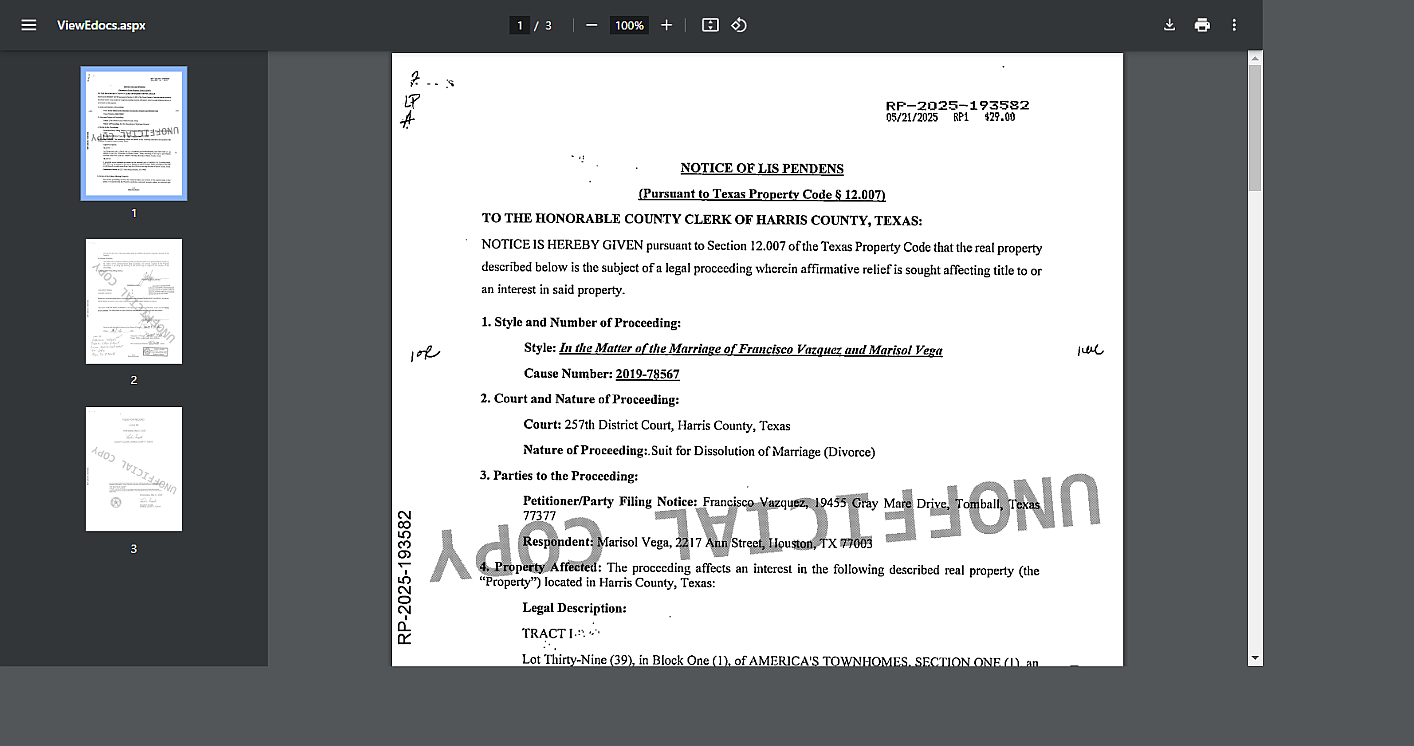 ViewEdocs.aspx
1 / 3
100%
1
2
3
LP
A
RP-2025-193582
05/21/2025 RP1 $29.00
NOTICE OF LIS PENDENS
(Pursuant to Texas Property Code § 12.007)
TO THE HONORABLE COUNTY CLERK OF HARRIS COUNTY, TEXAS:
NOTICE IS HEREBY GIVEN pursuant to Section 12.007 of the Texas Property Code that the real property
described below is the subject of a legal proceeding wherein affirmative relief is sought affecting title to or
an interest in said property.
1. Style and Number of Proceeding:
Style: In the Matter of the Marriage of Francisco Vazquez and Marisol Vega
Cause Number: 2019-78567
2. Court and Nature of Proceeding:
Court: 257th District Court, Harris County, Texas
Nature of Proceeding: Suit for Dissolution of Marriage (Divorce)
3. Parties to the Proceeding:
Petitioner/Party Filing Notice: Francisco Vazquez, 19455 Gray Mare Drive, Tomball, Texas
77377
Respondent: Marisol Vega, 2217 Ann Street, Houston, TX 77003
4. Property Affected: The proceeding affects an interest in the following described real property (the
“Property”) located in Harris County, Texas:
Legal Description:
TRACT I
Lot Thirty-Nine (39), in Block One (1), of AMERICA'S TOWNHOMES, SECTION ONE (1), an
RP-2025-193582
UNOFFICIAL COPY